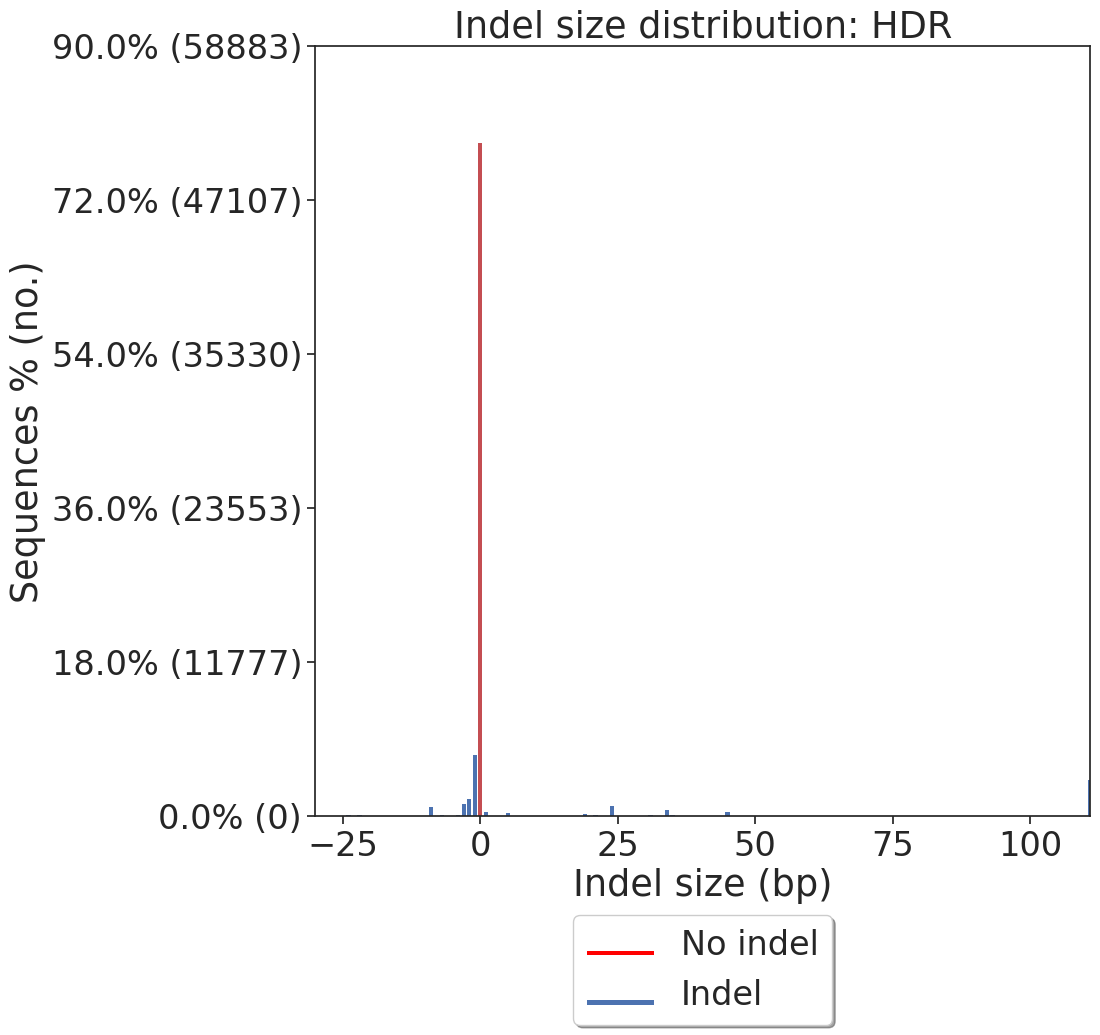 Indel size distribution: HDR
90.0% (58883)
72.0% (47107)
54.0% (35330)
36.0% (23553)
18.0% (11777)
0.0% (0)
Sequences % (no.)
−25 0 25 50 75 100
Indel size (bp)
No indel
Indel